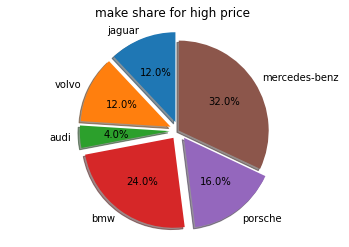 make share for high price
jaguar
12.0%
volvo
12.0%
audi
4.0%
bmw
24.0%
porsche
16.0%
mercedes-benz
32.0%